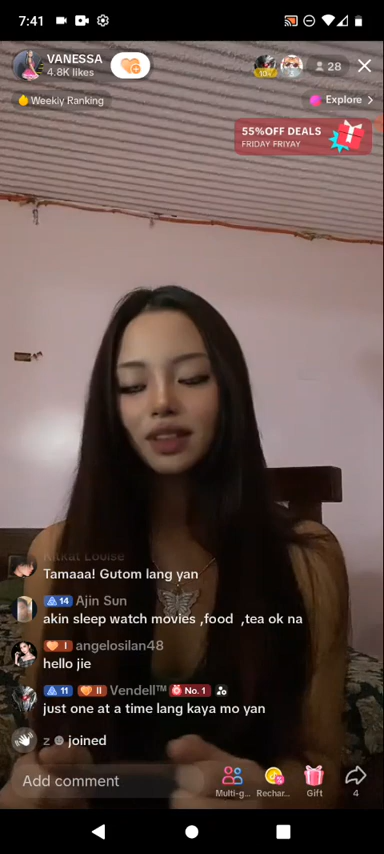 7:41
VANESSA
4.8K likes
10+
28
Weekly Ranking
Explore
55%OFF DEALS
FRIDAY FRIYAY
Kitkat Louise
Tamaaa! Gutom lang yan
14 Ajin Sun
akin sleep watch movies ,food ,tea ok na
I angelosilan48
hello jie
11 II Vendell™ No. 1
just one at a time lang kaya mo yan
z joined
Add comment
Multi-g...
Rechar...
Gift
4